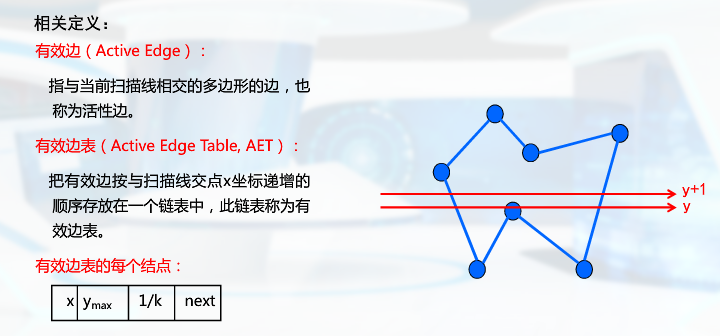 相关定义：
有效边（Active Edge）：
指与当前扫描线相交的多边形的边，也
称为活性边。
有效边表（Active Edge Table, AET）：
把有效边按与扫描线交点x坐标递增的
顺序存放在一个链表中，此链表称为有
效边表。
有效边表的每个结点：
x ymax 1/k next
y+1
y